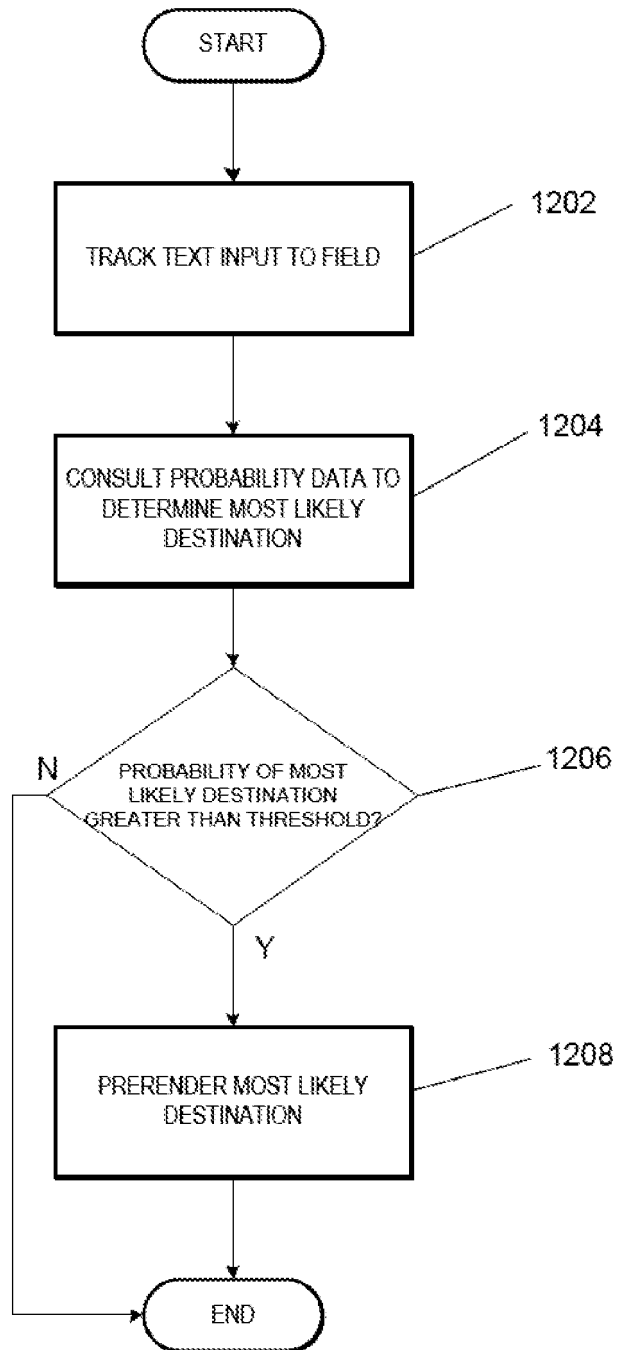 START
TRACK TEXT INPUT TO FIELD
1202
CONSULT PROBABILITY DATA TO
DETERMINE MOST LIKELY
DESTINATION
1204
N
PROBABILITY OF MOST
LIKELY DESTINATION
GREATER THAN THRESHOLD?
1206
Y
PRERENDER MOST LIKELY
DESTINATION
1208
END